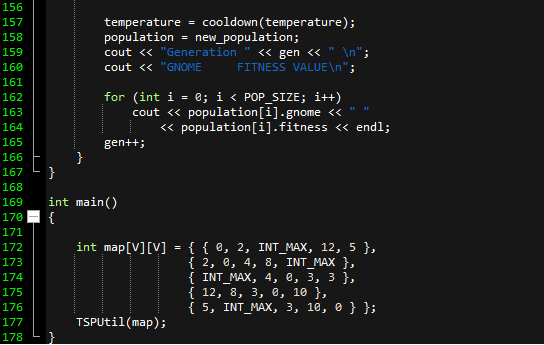 156
157 temperature = cooldown(temperature);
158 population = new_population;
159 cout << "Generation " << gen << " \n";
160 cout << "GNOME     FITNESS VALUE\n";
161
162 for (int i = 0; i < POP_SIZE; i++)
163 cout << population[i].gnome << " "
164 << population[i].fitness << endl;
165 gen++;
166 }
167 }
168
169 int main()
170 {
171
172 int map[V][V] = { { 0, 2, INT_MAX, 12, 5 },
173 { 2, 0, 4, 8, INT_MAX },
174 { INT_MAX, 4, 0, 3, 3 },
175 { 12, 8, 3, 0, 10 },
176 { 5, INT_MAX, 3, 10, 0 } };
177 TSPUtil(map);
178 }